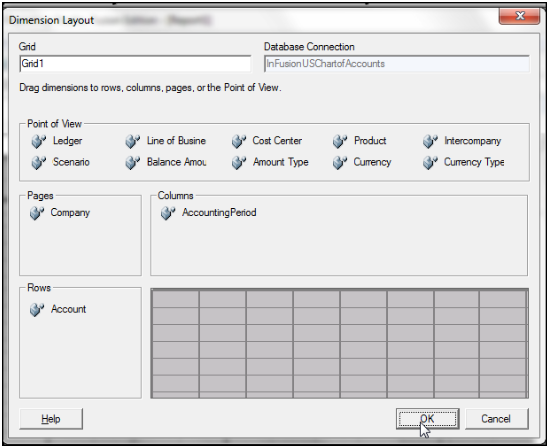 Dimension Layout
Grid
Database Connection
Grid1
InFusionUSChartofAccounts
Drag dimensions to rows, columns, pages, or the Point of View.
Point of View
Ledger Line of Busine Cost Center Product Intercompany
Scenario Balance Amou Amount Type Currency Currency Type
Pages
Columns
Company
AccountingPeriod
Rows
Account
Help
OK
Cancel